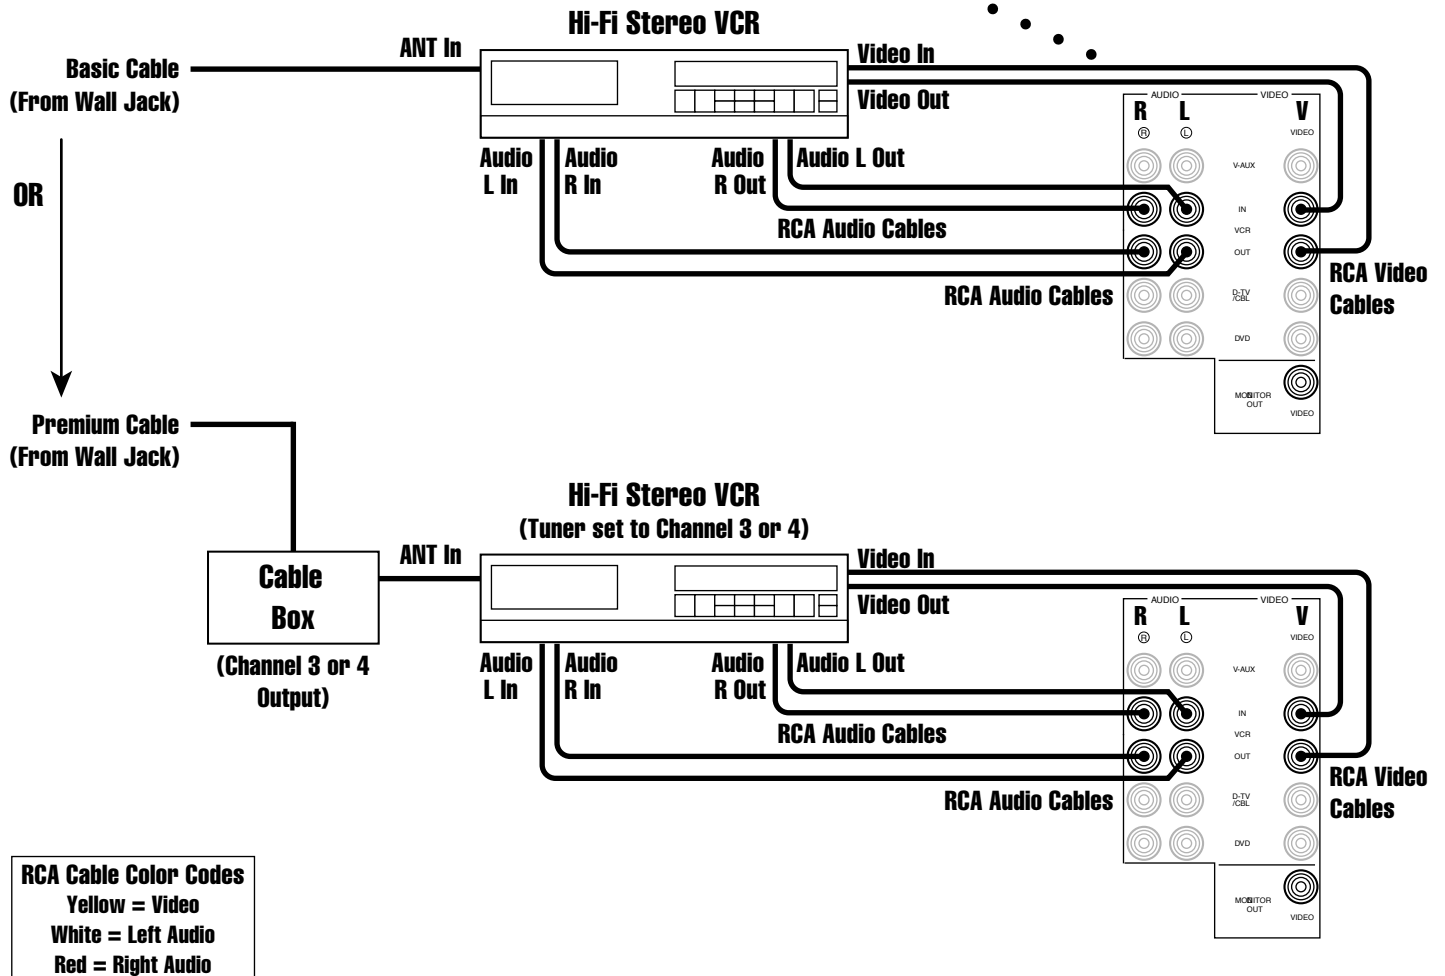 Hi-Fi Stereo VCR
ANT In
Video In
Basic Cable
(From Wall Jack)
Video Out
AUDIO
VIDEO
R
L
V
R
L
VIDEO
Audio
L In
Audio
R In
Audio
R Out
Audio L Out
V-AUX
OR
IN
RCA Audio Cables
VCR
OUT
RCA Video
Cables
RCA Audio Cables
D-TV
/CBL
DVD
MONITOR
OUT
VIDEO
Premium Cable
(From Wall Jack)
Hi-Fi Stereo VCR
(Tuner set to Channel 3 or 4)
ANT In
Video In
Cable
Box
Video Out
(Channel 3 or 4
Output)
AUDIO
VIDEO
R
L
V
R
L
VIDEO
Audio
L In
Audio
R In
Audio
R Out
Audio L Out
V-AUX
IN
RCA Audio Cables
VCR
OUT
RCA Video
Cables
RCA Audio Cables
D-TV
/CBL
DVD
MONITOR
OUT
VIDEO
RCA Cable Color Codes
Yellow = Video
White = Left Audio
Red = Right Audio